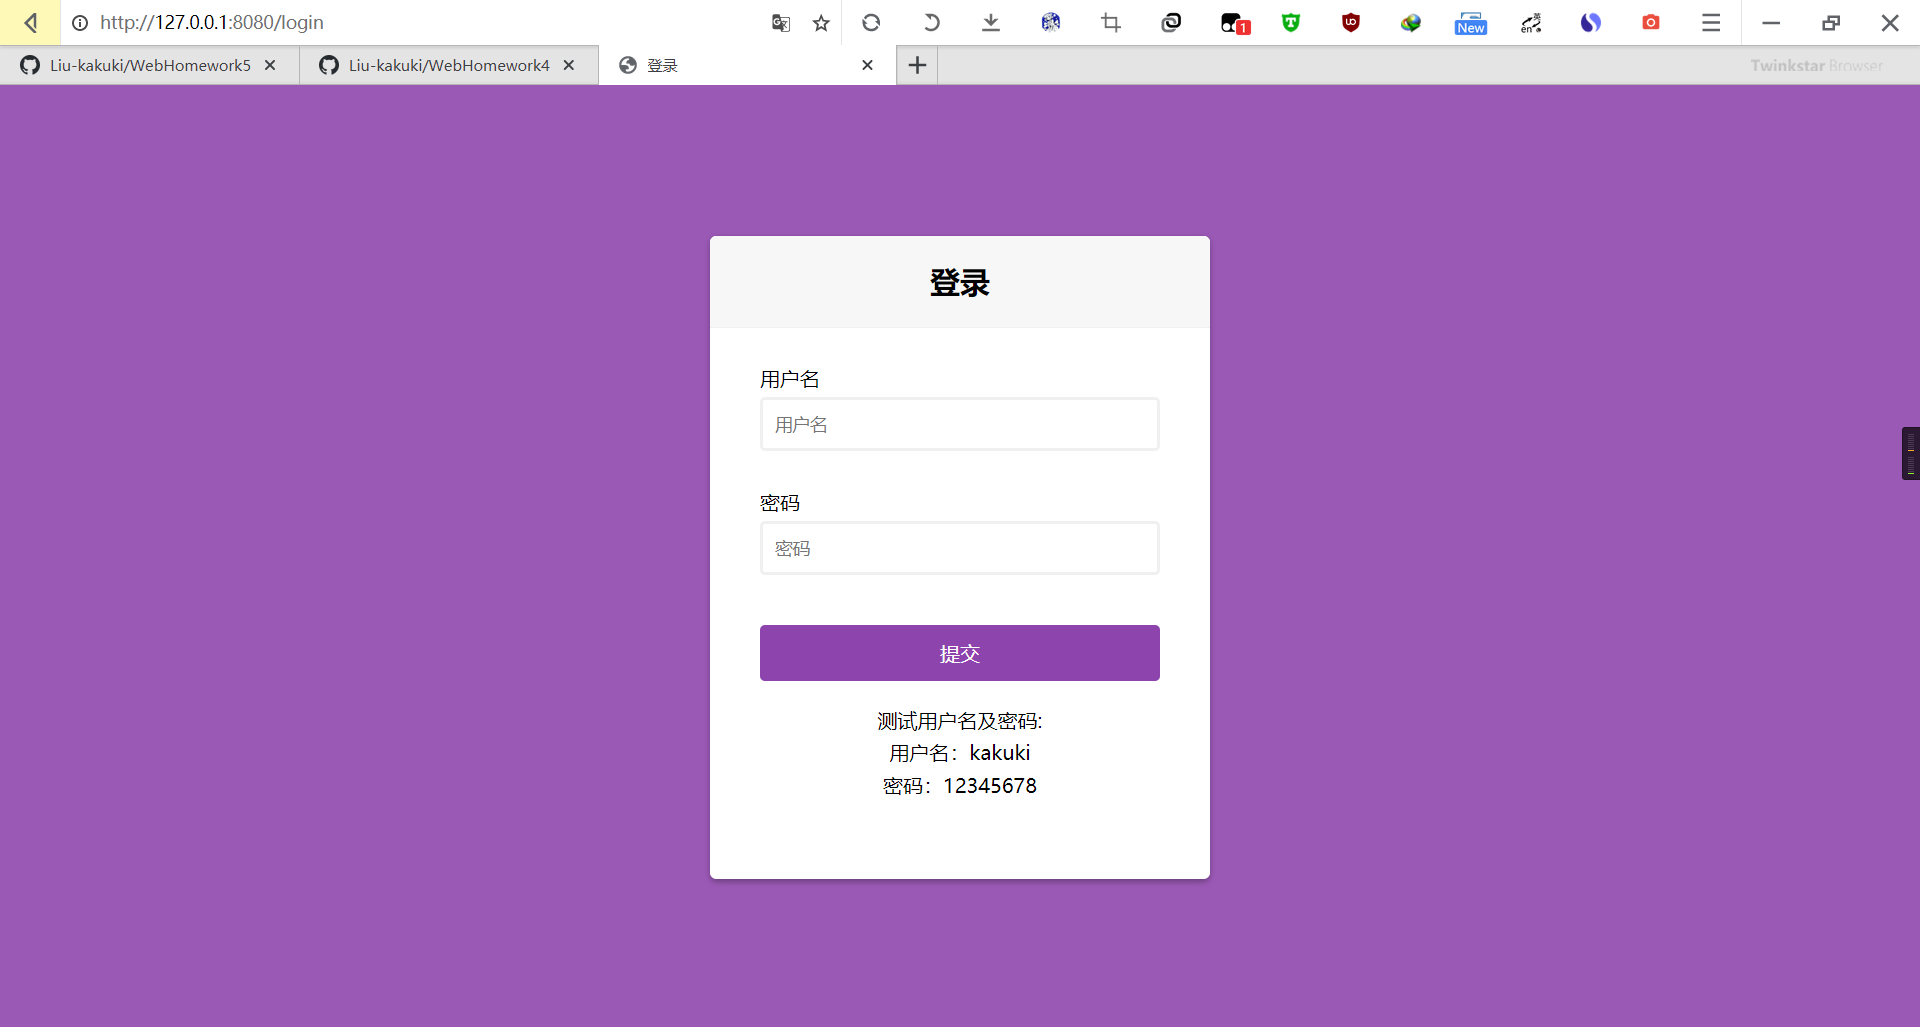 http://127.0.0.1:8080/login
1
New
英
en
Liu-kakuki/WebHomework5
Liu-kakuki/WebHomework4
登录
Twinkstar Browser
登录
用户名
用户名
密码
密码
提交
测试用户名及密码:
用户名：kakuki
密码：12345678